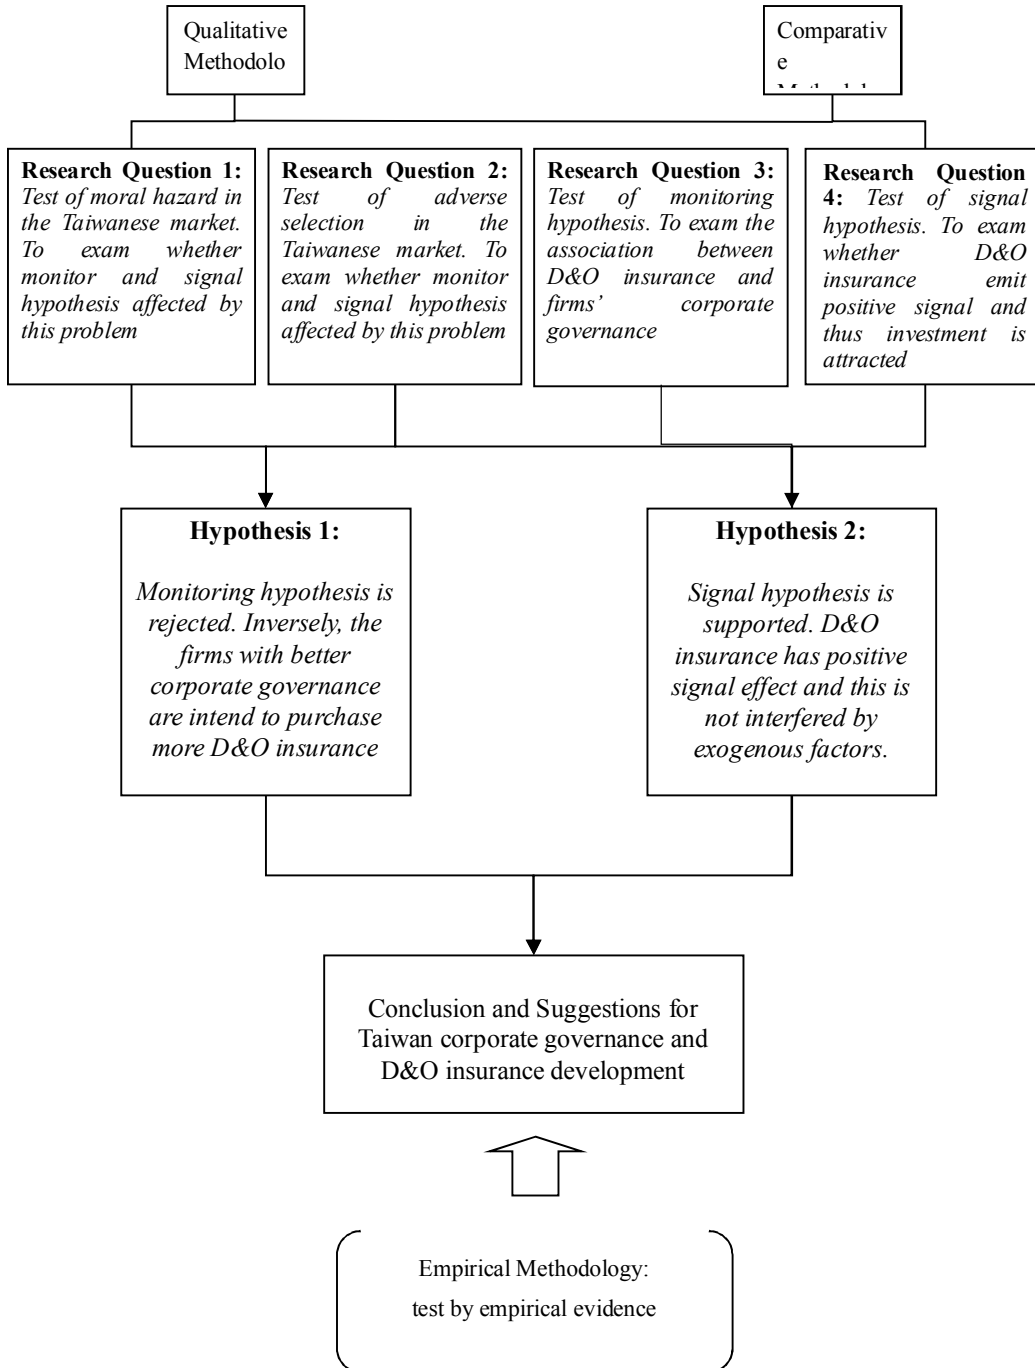 Qualitative
Methodolo
Comparativ
e
Research Question 1:
Test of moral hazard in
the Taiwanese market.
To exam whether
monitor and signal
hypothesis affected by
this problem
Research Question 2:
Test of adverse
selection in the
Taiwanese market. To
exam whether monitor
and signal hypothesis
affected by this problem
Research Question 3:
Test of monitoring
hypothesis. To exam the
association between
D&O insurance and
firms’ corporate
governance
Research Question
4: Test of signal
hypothesis. To exam
whether D&O
insurance emit
positive signal and
thus investment is
attracted
Hypothesis 1:
Monitoring hypothesis is
rejected. Inversely, the
firms with better
corporate governance
are intend to purchase
more D&O insurance
Hypothesis 2:
Signal hypothesis is
supported. D&O
insurance has positive
signal effect and this is
not interfered by
exogenous factors.
Conclusion and Suggestions for
Taiwan corporate governance and
D&O insurance development
Empirical Methodology:
test by empirical evidence